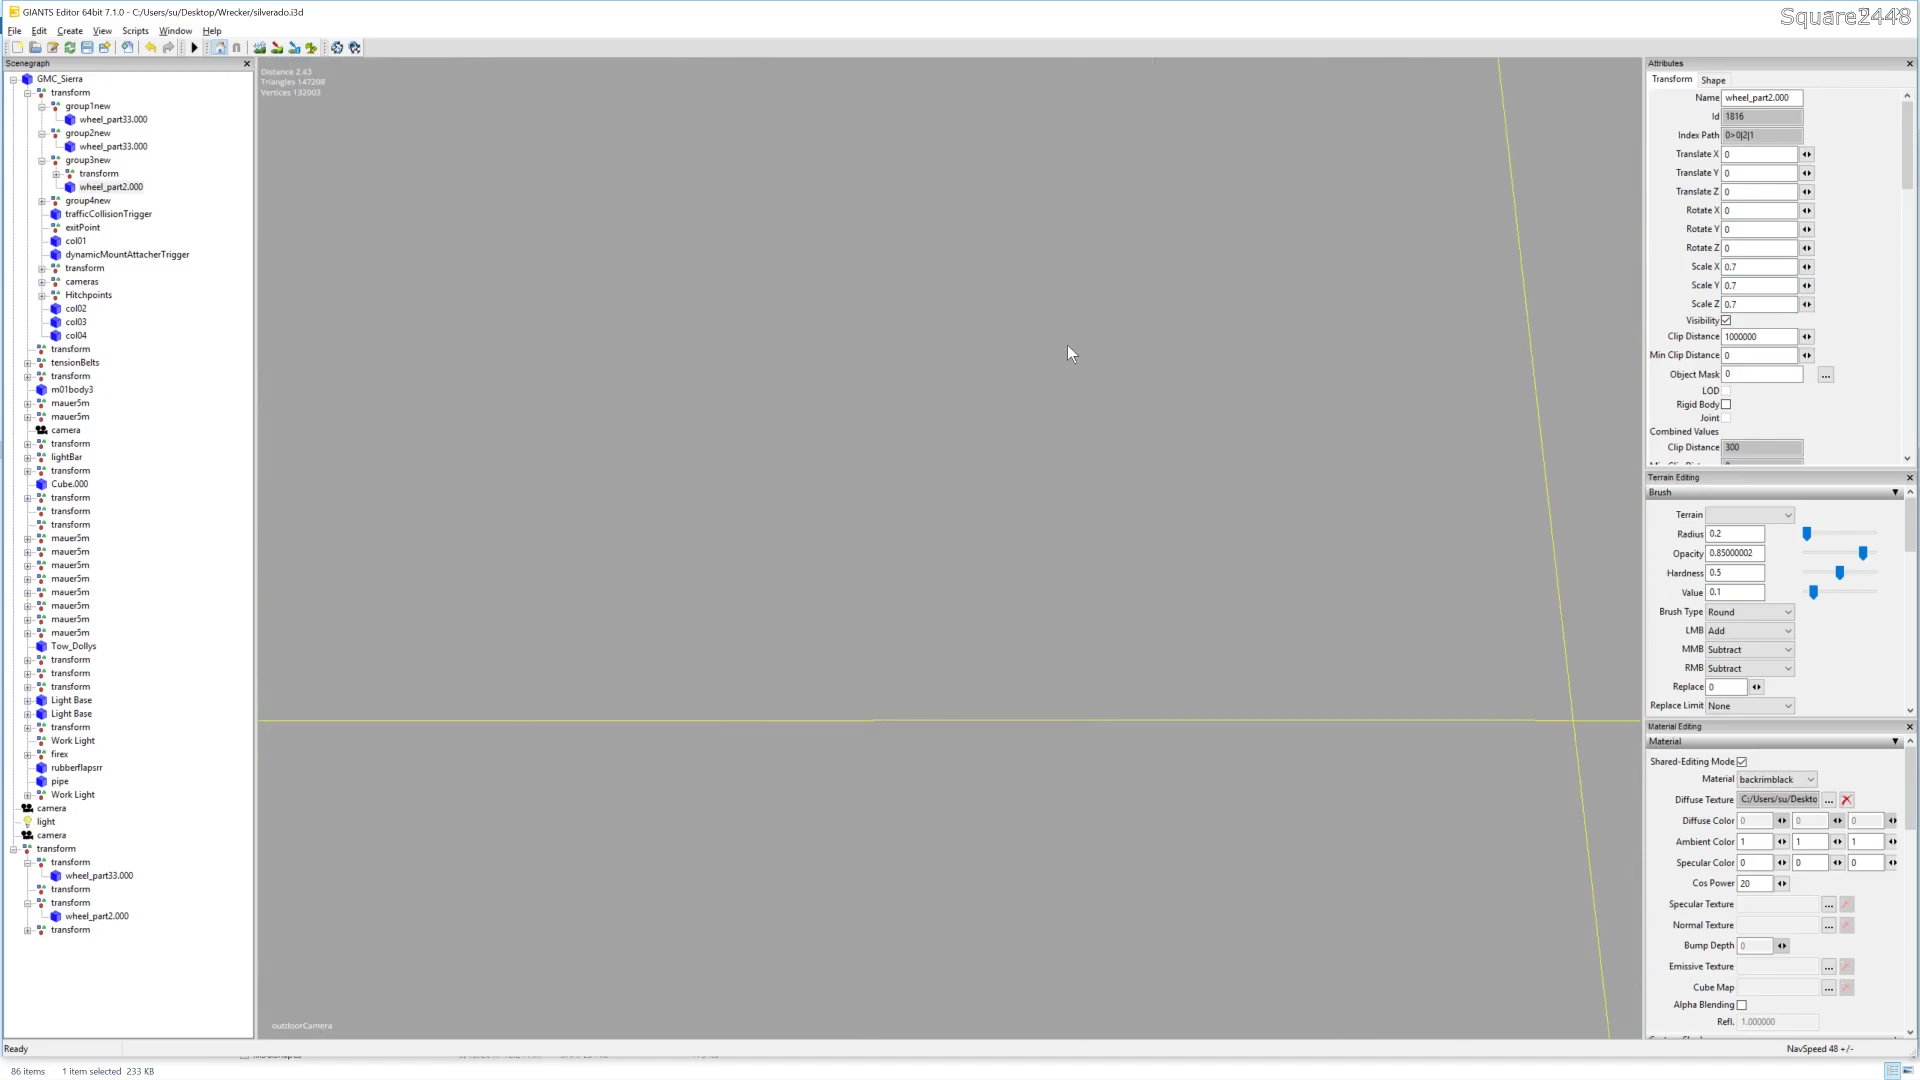 GIANTS Editor 64bit 7.1.0 - C:/Users/su/Desktop/Wrecker/silverado.i3d
Square2448
File Edit Create View Scripts Window Help
Scenegraph
GMC_Sierra
transform
group1new
wheel_part33.000
group2new
wheel_part33.000
group3new
transform
wheel_part2.000
group4new
trafficCollisionTrigger
exitPoint
col01
dynamicMountAttacherTrigger
transform
cameras
Hitchpoints
col02
col03
col04
transform
tensionBelts
transform
m01body3
mauer5m
mauer5m
camera
transform
lightBar
transform
Cube.000
transform
transform
transform
mauer5m
mauer5m
mauer5m
mauer5m
mauer5m
mauer5m
mauer5m
mauer5m
Tow_Dollys
transform
transform
transform
Light Base
Light Base
transform
Work Light
firex
rubberflapsrr
pipe
Work Light
camera
light
camera
transform
transform
wheel_part33.000
transform
transform
wheel_part2.000
transform
Distance 2.43
Triangles 147208
Vertices 132003
outdoorCamera
Attributes
Transform Shape
Name wheel_part2.000
Id 1816
Index Path 0>0|2|1
Translate X 0
Translate Y 0
Translate Z 0
Rotate X 0
Rotate Y 0
Rotate Z 0
Scale X 0.7
Scale Y 0.7
Scale Z 0.7
Visibility
Clip Distance 1000000
Min Clip Distance 0
Object Mask 0 ...
LOD
Rigid Body
Joint
Combined Values
Clip Distance 300
Terrain Editing
Brush
Terrain
Radius 0.2
Opacity 0.85000002
Hardness 0.5
Value 0.1
Brush Type Round
LMB Add
MMB Subtract
RMB Subtract
Replace 0
Replace Limit None
Material Editing
Material
Shared-Editing Mode
Material backrimblack
Diffuse Texture C:/Users/su/Deskto ...
Diffuse Color 0 0 0
Ambient Color 1 1 1
Specular Color 0 0 0
Cos Power 20
Specular Texture ...
Normal Texture ...
Bump Depth 0
Emissive Texture ...
Cube Map ...
Alpha Blending
Refl. 1.000000
Ready
NavSpeed 48 +/-
86 items 1 item selected 233 KB